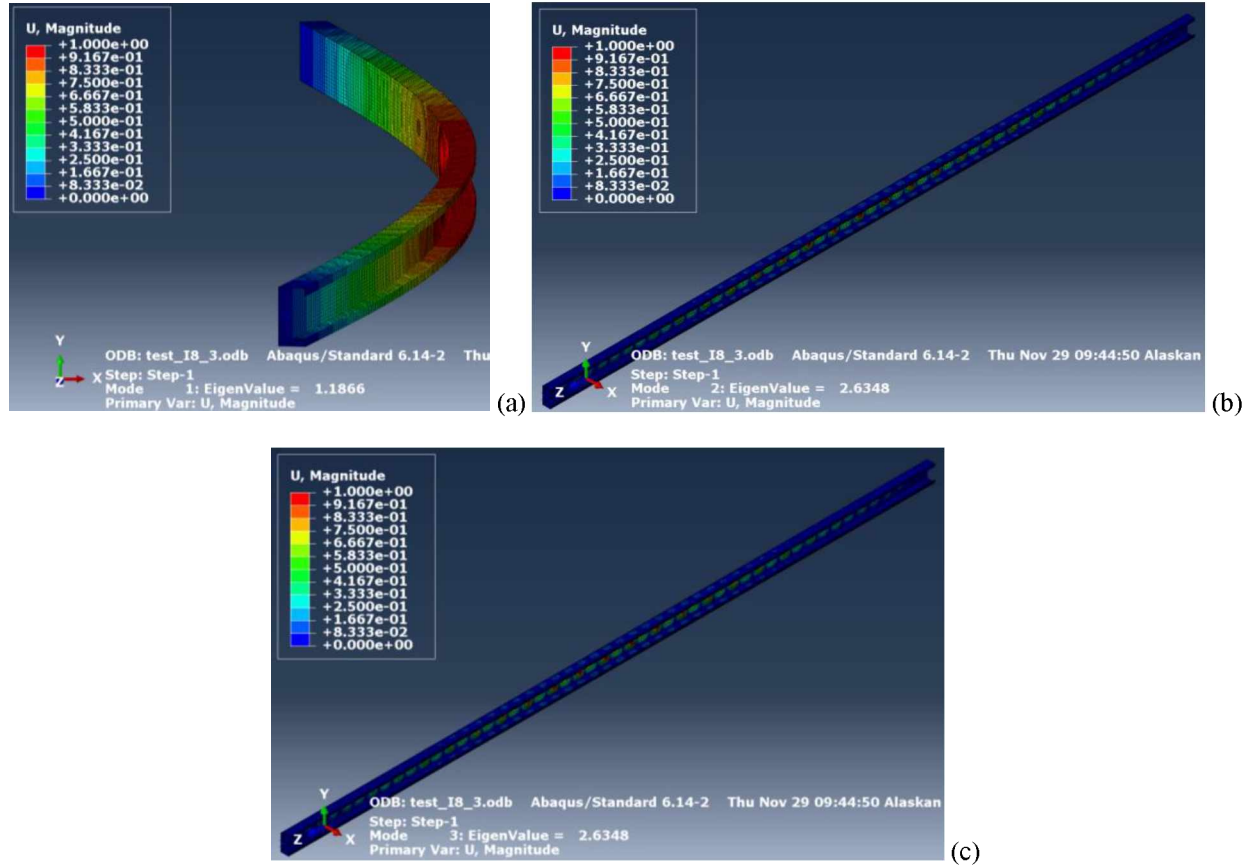 U, Magnitude
+1.000e+00
+9.167e-01
+8.333e-01
+7.500e-01
+6.667e-01
+5.833e-01
+5.000e-01
+4.167e-01
+3.333e-01
+2.500e-01
+1.667e-01
+8.333e-02
+0.000e+00
Y
Z X
ODB: test_I8_3.odb Abaqus/Standard 6.14-2 Thu
Step: Step-1
Mode 1: EigenValue = 1.1866
Primary Var: U, Magnitude
(a)
U, Magnitude
+1.000e+00
+9.167e-01
+8.333e-01
+7.500e-01
+6.667e-01
+5.833e-01
+5.000e-01
+4.167e-01
+3.333e-01
+2.500e-01
+1.667e-01
+8.333e-02
+0.000e+00
Y
Z X
ODB: test_I8_3.odb Abaqus/Standard 6.14-2 Thu Nov 29 09:44:50 Alaskan
Step: Step-1
Mode 2: EigenValue = 2.6348
Primary Var: U, Magnitude
(b)
U, Magnitude
+1.000e+00
+9.167e-01
+8.333e-01
+7.500e-01
+6.667e-01
+5.833e-01
+5.000e-01
+4.167e-01
+3.333e-01
+2.500e-01
+1.667e-01
+8.333e-02
+0.000e+00
Y
Z X
ODB: test_I8_3.odb Abaqus/Standard 6.14-2 Thu Nov 29 09:44:50 Alaskan
Step: Step-1
Mode 3: EigenValue = 2.6348
Primary Var: U, Magnitude
(c)